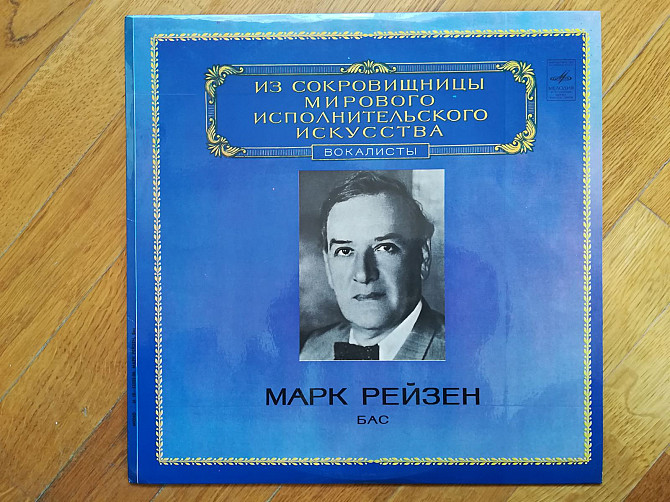 ИЗ СОКРОВИЩНИЦЫ
МИРОВОГО
ИСПОЛНИТЕЛЬСКОГО
ИСКУССТВА
ВОКАЛИСТЫ
МАРК РЕЙЗЕН
БАС